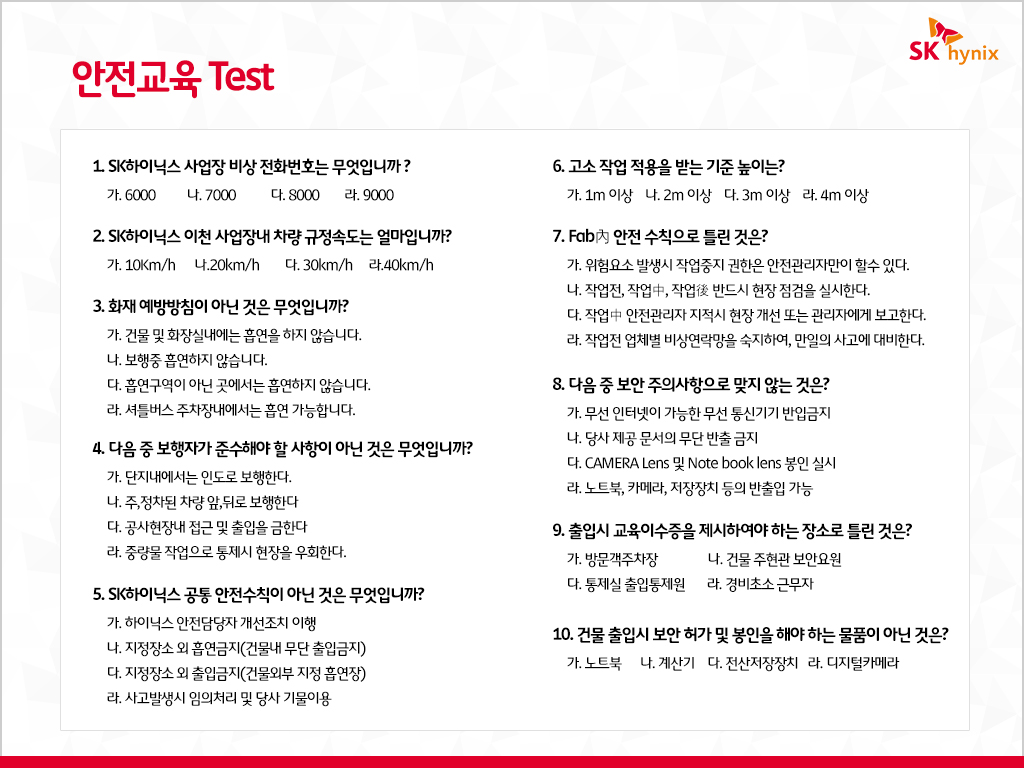 SK hynix
안전교육 Test
1. SK하이닉스 사업장 비상 전화번호는 무엇입니까 ?
가. 6000 나. 7000 다. 8000 라. 9000
2. SK하이닉스 이천 사업장내 차량 규정속도는 얼마입니까?
가. 10Km/h 나.20km/h 다. 30km/h 라.40km/h
3. 화재 예방방침이 아닌 것은 무엇입니까?
가. 건물 및 화장실내에는 흡연을 하지 않습니다.
나. 보행중 흡연하지 않습니다.
다. 흡연구역이 아닌 곳에서는 흡연하지 않습니다.
라. 셔틀버스 주차장내에서는 흡연 가능합니다.
4. 다음 중 보행자가 준수해야 할 사항이 아닌 것은 무엇입니까?
가. 단지내에서는 인도로 보행한다.
나. 주,정차된 차량 앞,뒤로 보행한다
다. 공사현장내 접근 및 출입을 금한다
라. 중량물 작업으로 통제시 현장을 우회한다.
5. SK하이닉스 공통 안전수칙이 아닌 것은 무엇입니까?
가. 하이닉스 안전담당자 개선조치 이행
나. 지정장소 외 흡연금지(건물내 무단 출입금지)
다. 지정장소 외 출입금지(건물외부 지정 흡연장)
라. 사고발생시 임의처리 및 당사 기물이용
6. 고소 작업 적용을 받는 기준 높이는?
가. 1m 이상 나. 2m 이상 다. 3m 이상 라. 4m 이상
7. Fab內 안전 수칙으로 틀린 것은?
가. 위험요소 발생시 작업중지 권한은 안전관리자만이 할수 있다.
나. 작업전, 작업中, 작업後 반드시 현장 점검을 실시한다.
다. 작업中 안전관리자 지적시 현장 개선 또는 관리자에게 보고한다.
라. 작업전 업체별 비상연락망을 숙지하여, 만일의 사고에 대비한다.
8. 다음 중 보안 주의사항으로 맞지 않는 것은?
가. 무선 인터넷이 가능한 무선 통신기기 반입금지
나. 당사 제공 문서의 무단 반출 금지
다. CAMERA Lens 및 Note book lens 봉인 실시
라. 노트북, 카메라, 저장장치 등의 반출입 가능
9. 출입시 교육이수증을 제시하여야 하는 장소로 틀린 것은?
가. 방문객주차장 나. 건물 주현관 보안요원
다. 통제실 출입통제원 라. 경비초소 근무자
10. 건물 출입시 보안 허가 및 봉인을 해야 하는 물품이 아닌 것은?
가. 노트북 나. 계산기 다. 전산저장장치 라. 디지털카메라